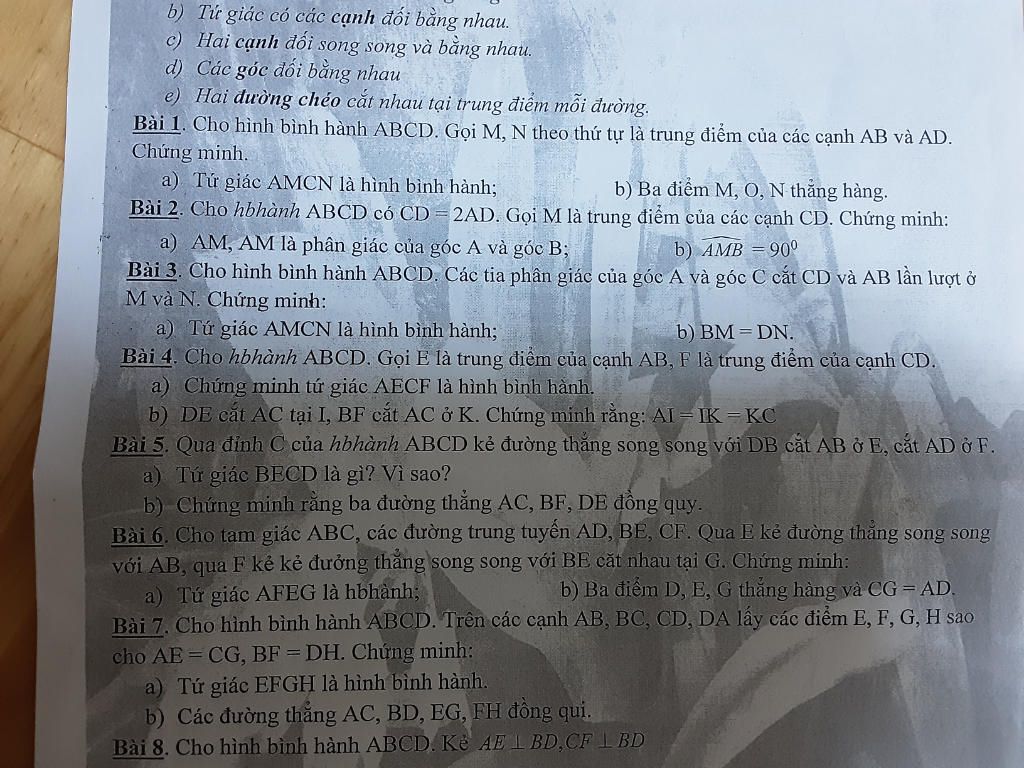 b) Tứ giác có các cạnh đối bằng nhau.
c) Hai cạnh đối song song và bằng nhau.
d) Các góc đối bằng nhau
e) Hai đường chéo cắt nhau tại trung điểm mỗi đường.
Bài 1. Cho hình bình hành ABCD. Gọi M, N theo thứ tự là trung điểm của các cạnh AB và AD.
Chứng minh.
a) Tứ giác AMCN là hình bình hành; b) Ba điểm M, O, N thẳng hàng.
Bài 2. Cho hbhành ABCD có CD = 2AD. Gọi M là trung điểm của các cạnh CD. Chứng minh:
a) AM, AM là phân giác của góc A và góc B; b) \widehat{AMB} = 90⁰
Bài 3. Cho hình bình hành ABCD. Các tia phân giác của góc A và góc C cắt CD và AB lần lượt ở
M và N. Chứng minh:
a) Tứ giác AMCN là hình bình hành; b) BM = DN.
Bài 4. Cho hbhành ABCD. Gọi E là trung điểm của cạnh AB, F là trung điểm của cạnh CD.
a) Chứng minh tứ giác AECF là hình bình hành.
b) DE cắt AC tại I, BF cắt AC ở K. Chứng minh rằng: AI = IK = KC
Bài 5. Qua đỉnh C của hbhành ABCD kẻ đường thẳng song song với DB cắt AB ở E, cắt AD ở F.
a) Tứ giác BECD là gì? Vì sao?
b) Chứng minh rằng ba đường thẳng AC, BF, DE đồng quy.
Bài 6. Cho tam giác ABC, các đường trung tuyến AD, BE, CF. Qua E kẻ đường thẳng song song
với AB, qua F kẻ kẻ đưởng thẳng song song với BE căt nhau tại G. Chứng minh:
a) Tứ giác AFEG là hbhành; b) Ba điểm D, E, G thẳng hàng và CG = AD.
Bài 7. Cho hình bình hành ABCD. Trên các cạnh AB, BC, CD, DA lấy các điểm E, F, G, H sao
cho AE = CG, BF = DH. Chứng minh:
a) Tứ giác EFGH là hình bình hành.
b) Các đường thẳng AC, BD, EG, FH đồng qui.
Bài 8. Cho hình bình hành ABCD. Kẻ AE ⊥ BD, CF ⊥ BD